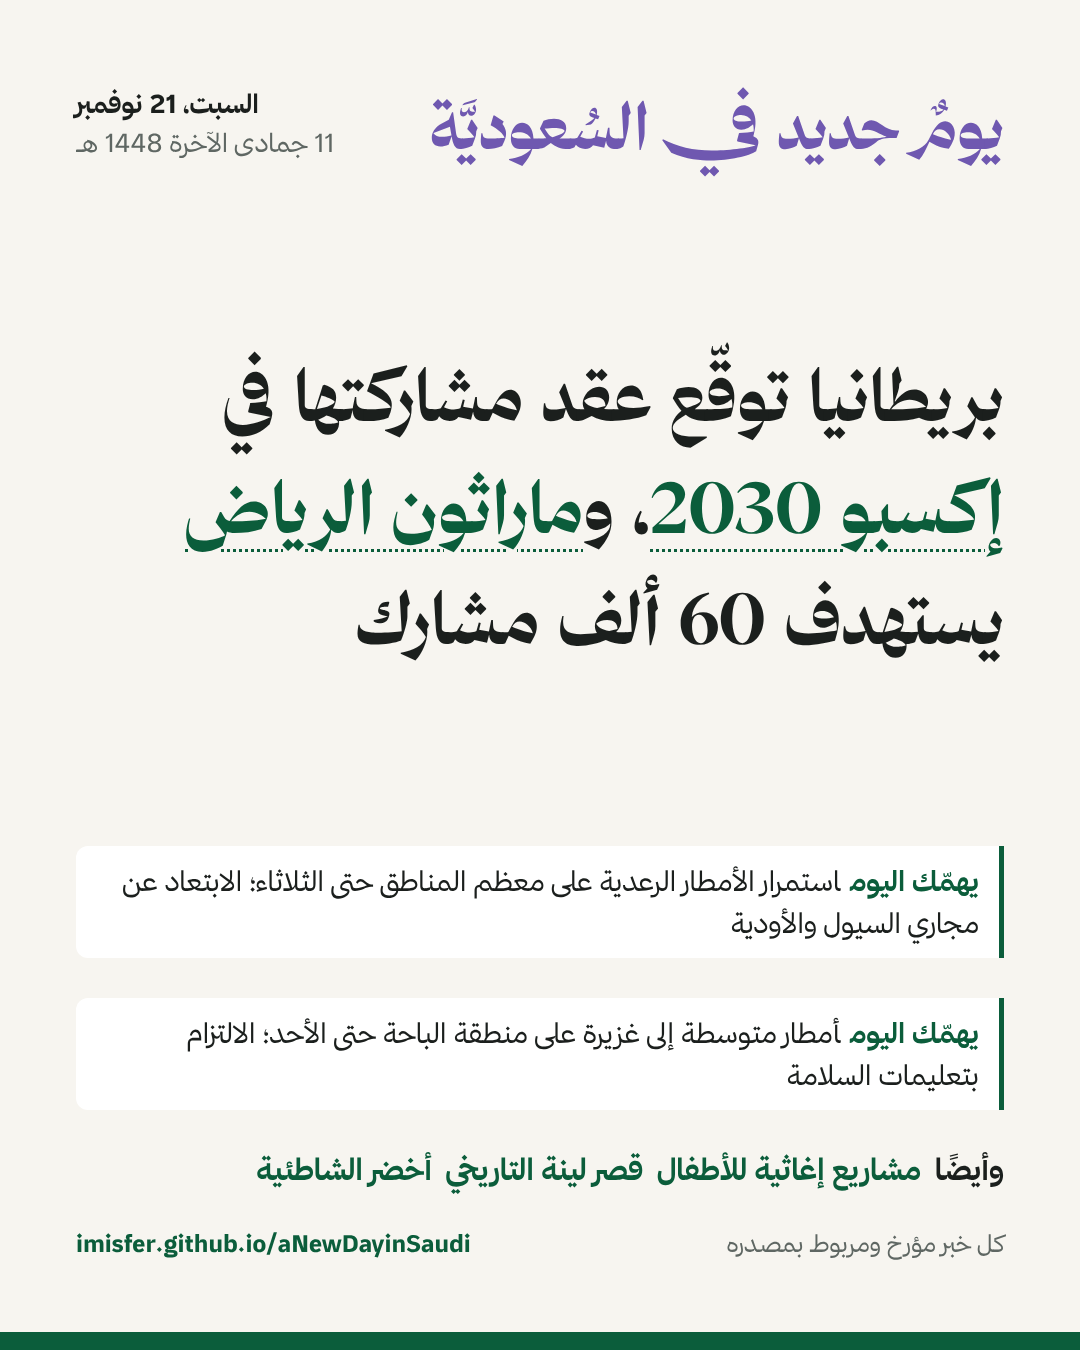 يومٌ جديد في السُعوديَّة
السبت، 21 نوفمبر
11 جمادى الآخرة 1448 هـ
بريطانيا توقّع عقد مشاركتها في
إكسبو 2030، وماراثون الرياض
يستهدف 60 ألف مشارك
يهمّك اليوم استمرار الأمطار الرعدية على معظم المناطق حتى الثلاثاء؛ الابتعاد عن
مجاري السيول والأودية
يهمّك اليوم أمطار متوسطة إلى غزيرة على منطقة الباحة حتى الأحد؛ الالتزام
بتعليمات السلامة
وأيضًا مشاريع إغاثية للأطفال قصر لينة التاريخي أخضر الشاطئية
كل خبر مؤرخ ومربوط بمصدره
imisfer.github.io/aNewDayinSaudi